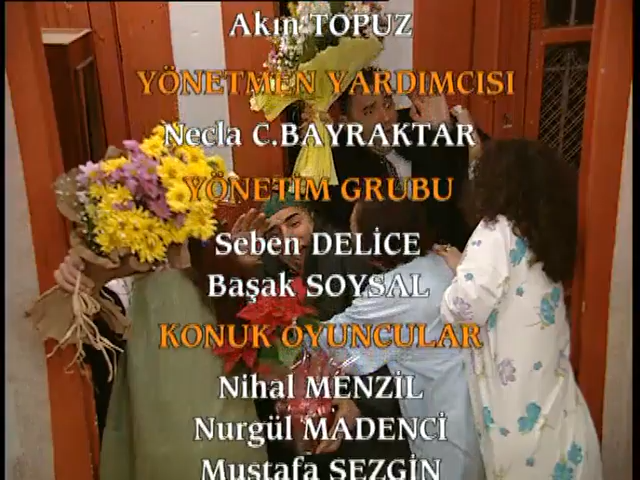 Akın TOPUZ
YÖNETMEN YARDIMCISI
Necla C.BAYRAKTAR
YÖNETİM GRUBU
Seben DELİCE
Başak SOYSAL
KONUK OYUNCULAR
Nihal MENZİL
Nurgül MADENCİ
Mustafa SEZGİN